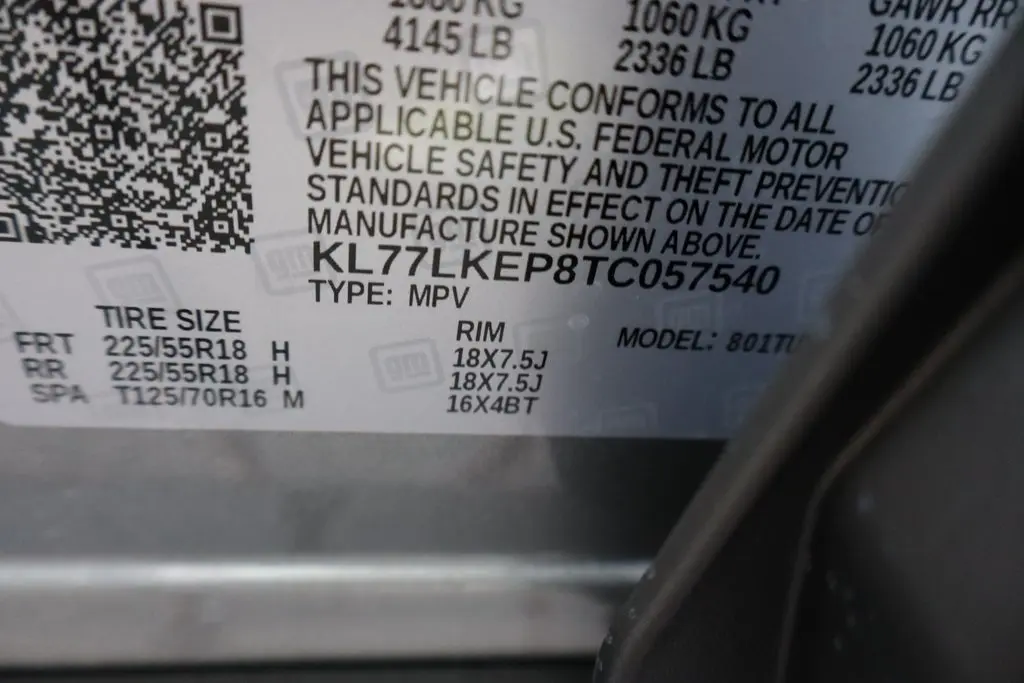 4145 LB
1060 KG
2336 LB
GAWR RR
1060 KG
2336 LB
THIS VEHICLE CONFORMS TO ALL
APPLICABLE U.S. FEDERAL MOTOR
VEHICLE SAFETY AND THEFT
STANDARDS IN EFFECT ON THE DATE
MANUFACTURE SHOWN ABOVE.
KL77LKEP8TC057540
TYPE: MPV
TIRE SIZE RIM MODEL:
FRT 225/55R18 H 18X7.5J
RR 225/55R18 H 18X7.5J
SPA T125/70R16 M 16X4BT
gm
gm